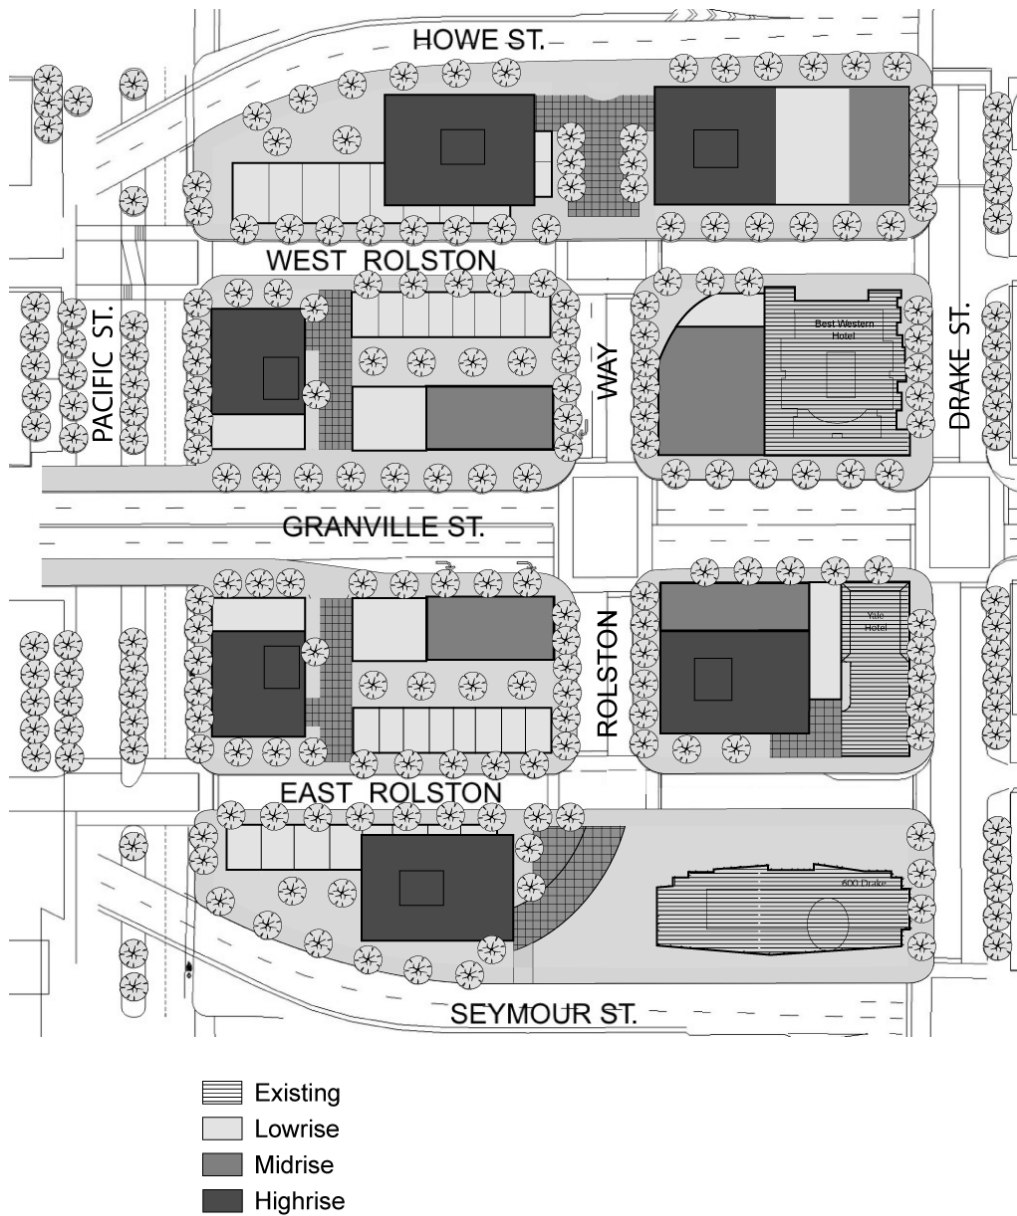 HOWE ST.
WEST ROLSTON
PACIFIC ST.
WAY
Best Western
Hotel
DRAKE ST.
GRANVILLE ST.
ROLSTON
Yale
Hotel
EAST ROLSTON
600 Drake
SEYMOUR ST.
Existing
Lowrise
Midrise
Highrise